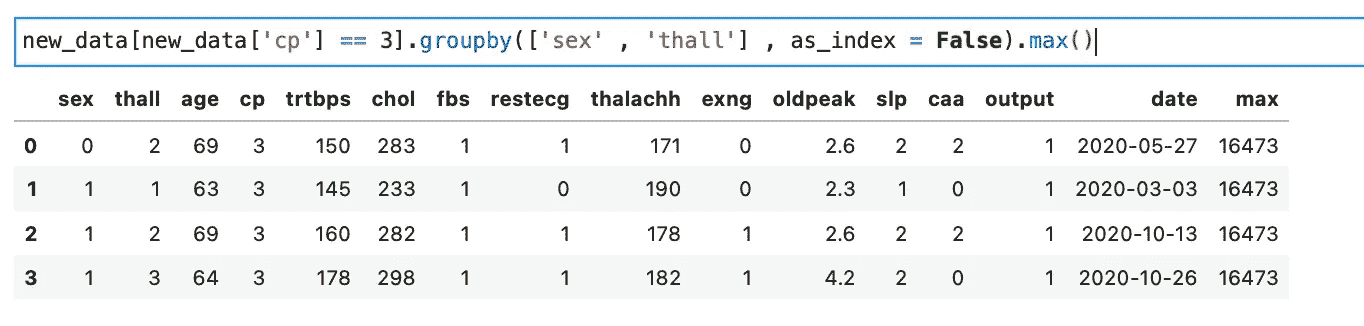 new_data[new_data['cp'] == 3].groupby(['sex' , 'thall'] , as_index = False).max()
sex thall age cp trtbps chol fbs restecg thalachh exng oldpeak slp caa output date max
0 0 2 69 3 150 283 1 1 171 0 2.6 2 2 1 2020-05-27 16473
1 1 1 63 3 145 233 1 0 190 0 2.3 1 0 1 2020-03-03 16473
2 1 2 69 3 160 282 1 1 178 1 2.6 2 2 1 2020-10-13 16473
3 1 3 64 3 178 298 1 1 182 1 4.2 2 0 1 2020-10-26 16473